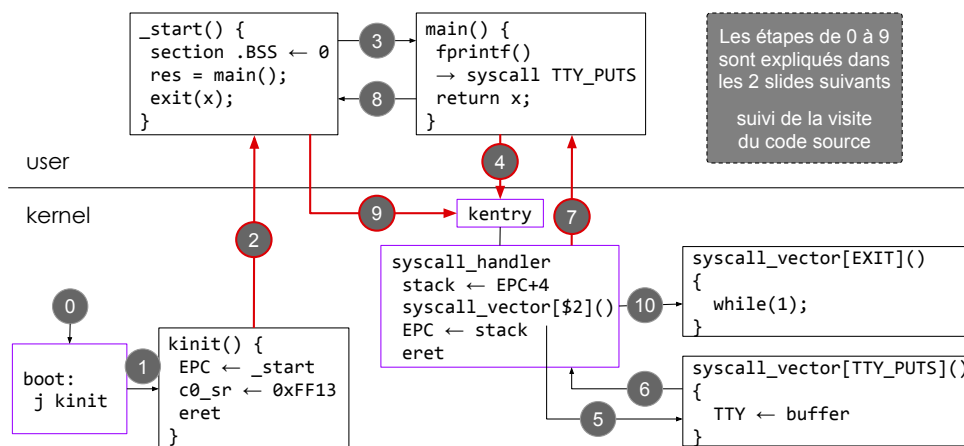 _start() {
section .BSS ← 0
res = main();
exit(x);
}
3
8
main() {
fprintf()
→ syscall TTY_PUTS
return x;
}
Les étapes de 0 à 9
sont expliqués dans
les 2 slides suivants
suivi de la visite
du code source
user
4
kernel
2
9
kentry
7
0
boot:
j kinit
1
kinit() {
EPC ← _start
c0_sr ← 0xFF13
eret
}
syscall_handler
stack ← EPC+4
syscall_vector[$2]()
EPC ← stack
eret
10
syscall_vector[EXIT]()
{
while(1);
}
6
5
syscall_vector[TTY_PUTS]()
{
TTY ← buffer
}